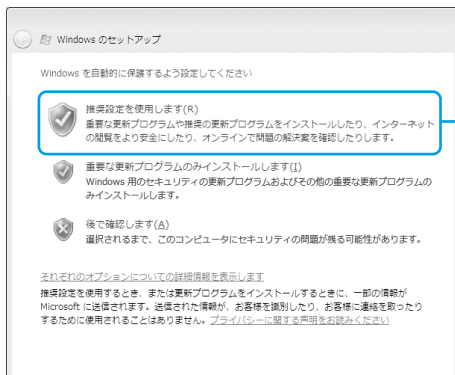 Windows のセットアップ
Windows を自動的に保護するよう設定してください
推奨設定を使用します(R)
重要な更新プログラムや推奨の更新プログラムをインストールしたり、インターネット
の閲覧をより安全にしたり、オンラインで問題の解決案を確認したりします。
重要な更新プログラムのみインストールします(I)
Windows 用のセキュリティの更新プログラムおよびその他の重要な更新プログラムの
みインストールします。
後で確認します(A)
選択されるまで、このコンピュータにセキュリティの問題が残る可能性があります。
それぞれのオプションについての詳細情報を表示します
推奨設定を使用するとき、または更新プログラムをインストールするときに、一部の情報が
Microsoft に送信されます。送信された情報が、お客様を識別したり、お客様に連絡を取ったり
するために使用されることはありません。プライバシーに関する声明をお読みください